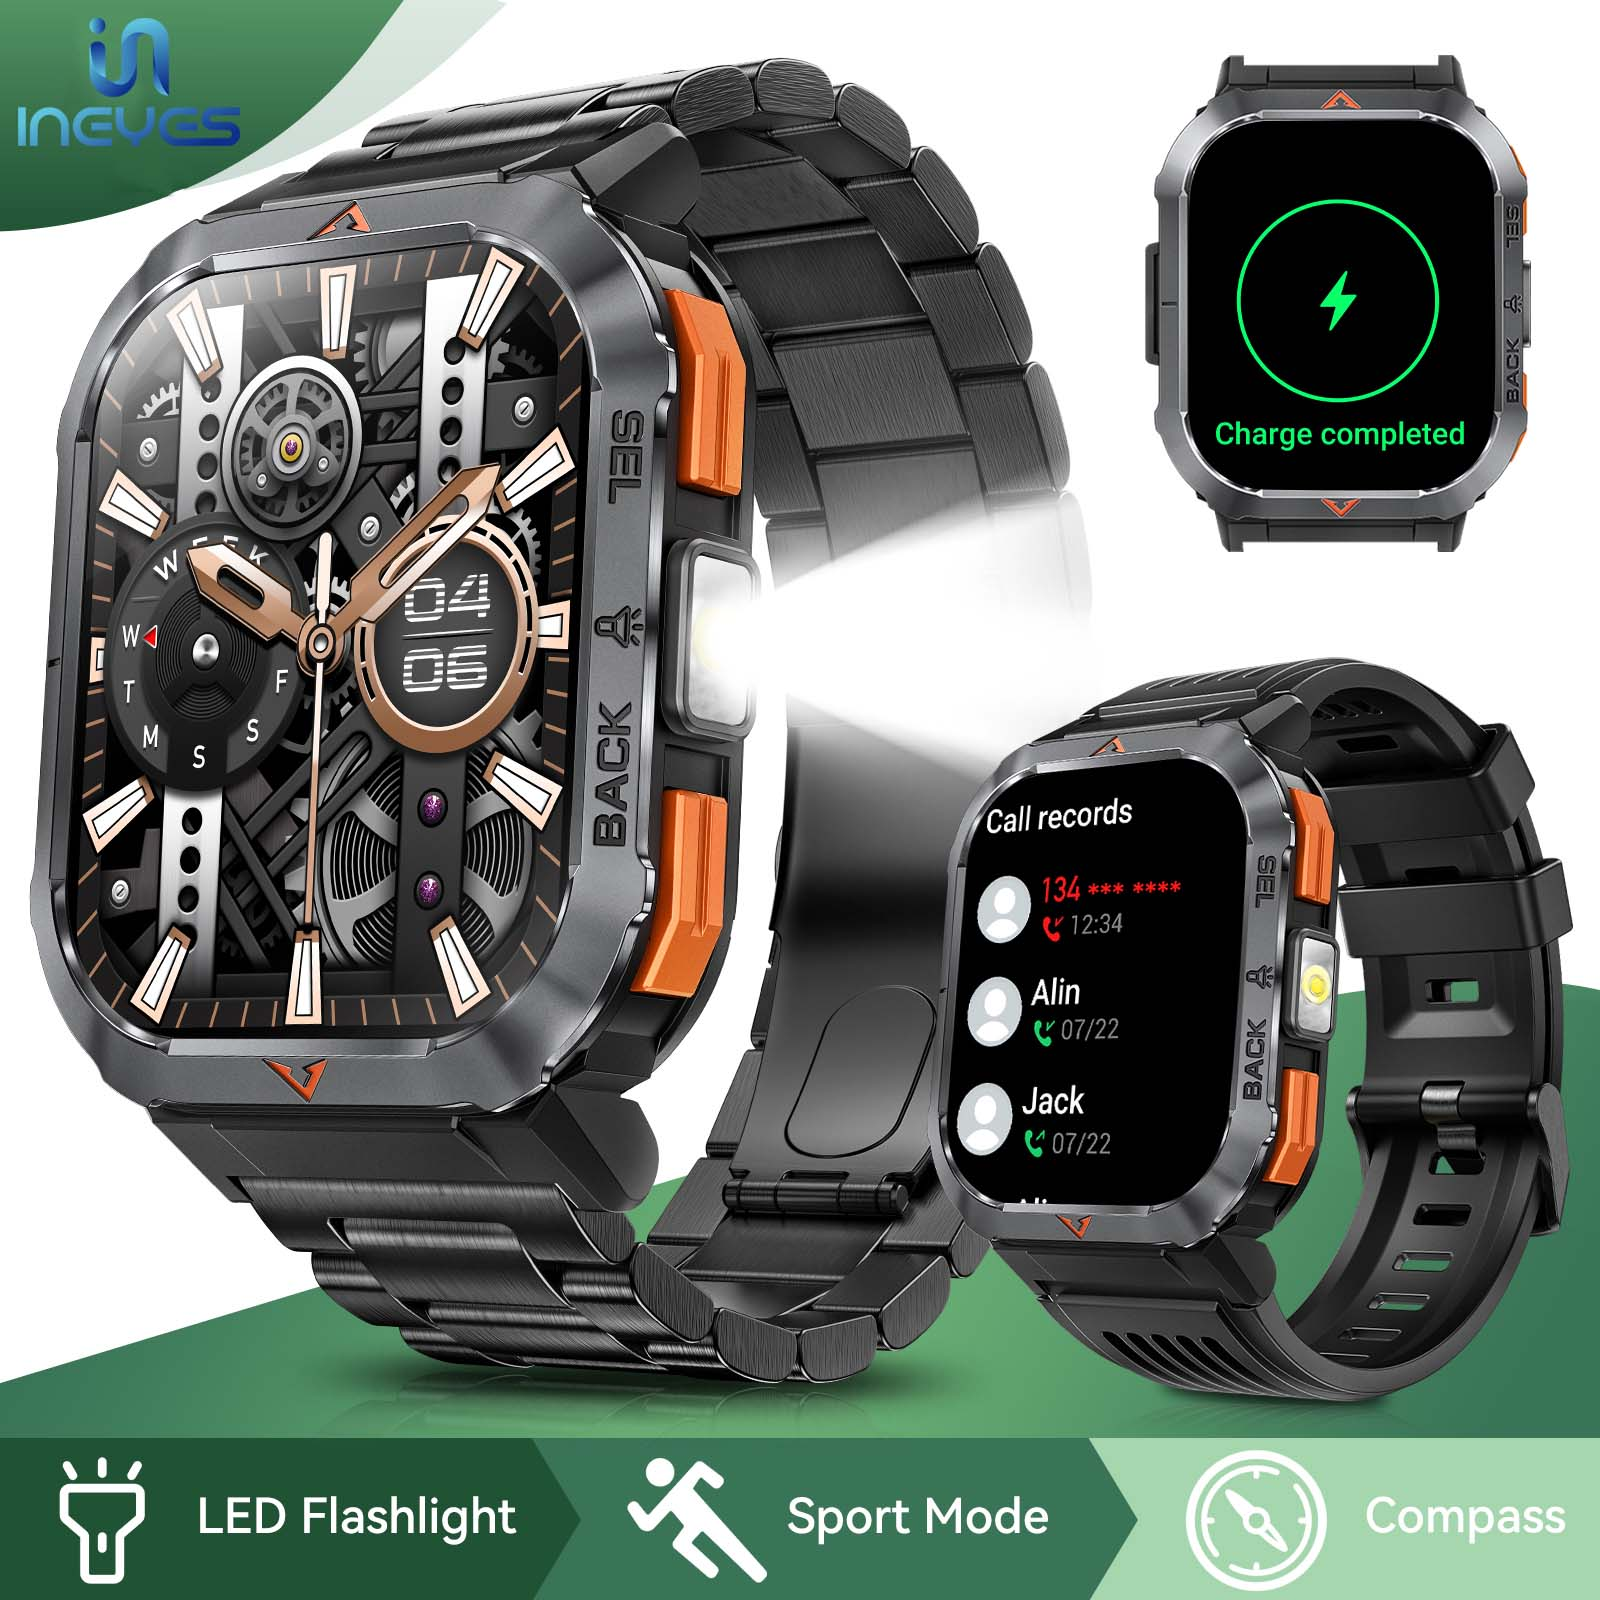 INEYES
SEL
BACK
WEEK
W
T
M
S
S
F
04
06
SEL
BACK
Charge completed
Call records
134 *** ****
12:34
Alin
07/22
Jack
07/22
SEL
BACK
LED Flashlight
Sport Mode
Compass